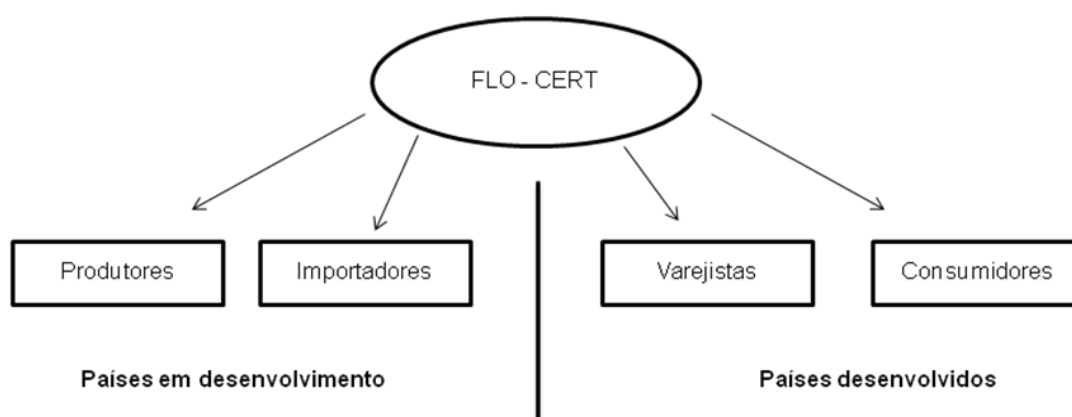 FLO - CERT
Produtores
Importadores
Varejistas
Consumidores
Países em desenvolvimento
Países desenvolvidos